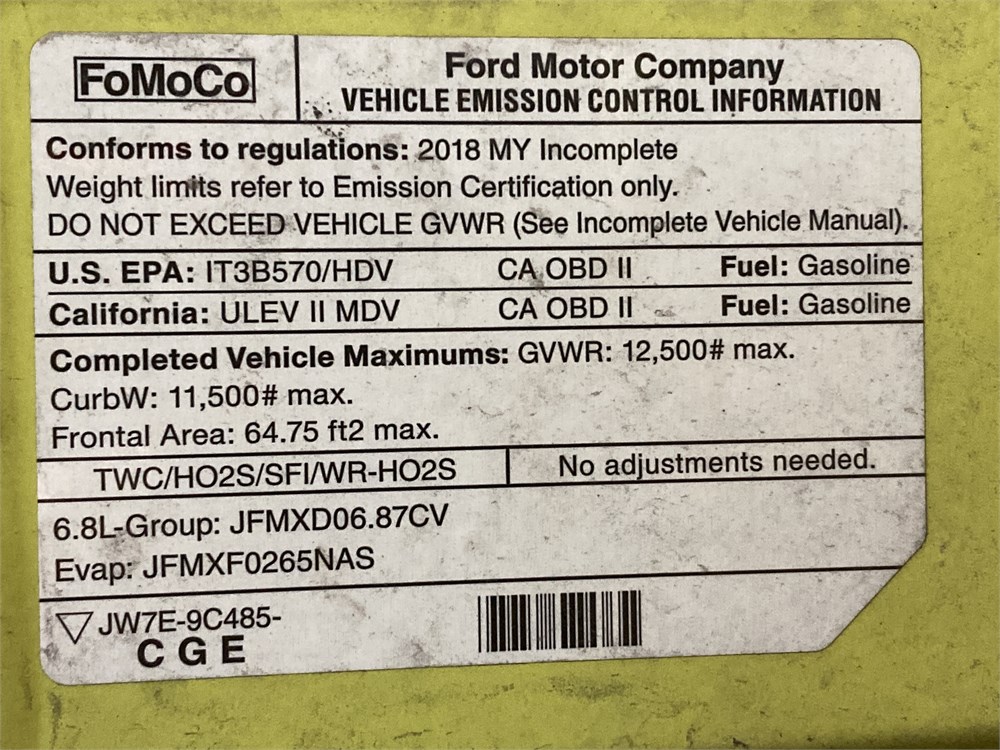 FoMoCo
Ford Motor Company
VEHICLE EMISSION CONTROL INFORMATION
Conforms to regulations: 2018 MY Incomplete
Weight limits refer to Emission Certification only.
DO NOT EXCEED VEHICLE GVWR (See Incomplete Vehicle Manual).
U.S. EPA: IT3B570/HDV CA OBD II Fuel: Gasoline
California: ULEV II MDV CA OBD II Fuel: Gasoline
Completed Vehicle Maximums: GVWR: 12,500# max.
CurbW: 11,500# max.
Frontal Area: 64.75 ft2 max.
TWC/HO2S/SFI/WR-HO2S No adjustments needed.
6.8L-Group: JFMXD06.87CV
Evap: JFMXF0265NAS
JW7E-9C485-
C G E